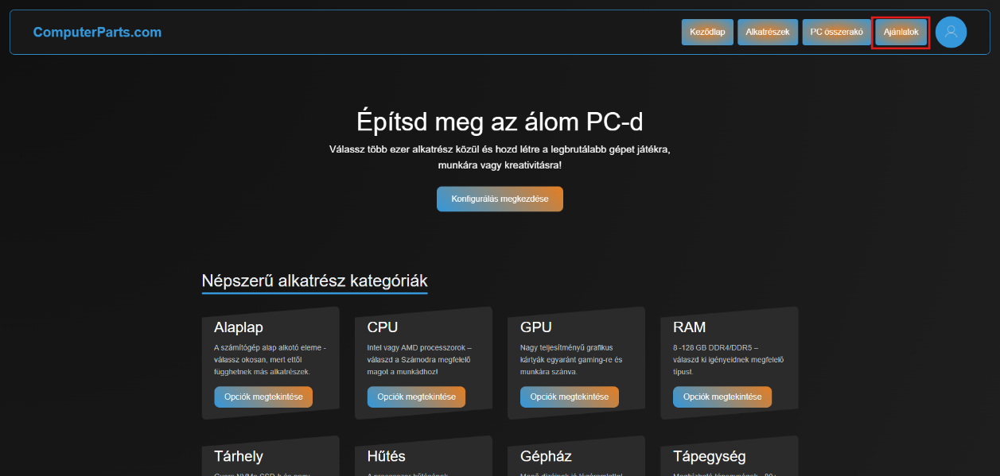 ComputerParts.com
Kezdőlap
Alkatrészek
PC összerakó
Ajánlatok
Építsd meg az álom PC-d
Válassz több ezer alkatrész közül és hozd létre a legbrutálabb gépet játékra,
munkára vagy kreativitásra!
Konfigurálás megkezdése
Népszerű alkatrész kategóriák
Alaplap
A számítógép alap alkotó eleme -
válassz okosan, mert ettől
függhetnek más alkatrészek.
Opciók megtekintése
CPU
Intel vagy AMD processzorok –
válaszd a Számodra megfelelő
magot a munkádhoz!
Opciók megtekintése
GPU
Nagy teljesítményű grafikus
kártyák egyaránt gaming-re és
munkára szánva.
Opciók megtekintése
RAM
8 -128 GB DDR4/DDR5 –
válaszd ki igényeidnek megfelelő
típust.
Opciók megtekintése
Tárhely
Hűtés
Gépház
Tápegység